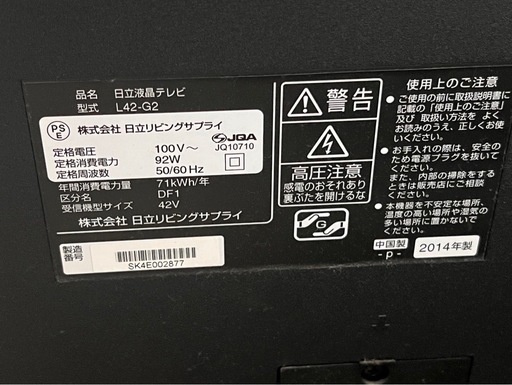 品名 日立液晶テレビ
型式 L42-G2
PSE
株式会社 日立リビングサプライ
定格電圧 100V～
定格消費電力 92W
定格周波数 50/60Hz
JQA
JQ10710
年間消費電力量 71kWh/年
区分名 DF1
受信機型サイズ 42V
株式会社 日立リビングサプライ
製造番号
SK4E002877
警告
高圧注意
感電のおそれあり
裏ぶたを開けるな
G
使用上のご注意
●ご使用の前に取扱説明書に
記載の「使用上のご注意」及
び、取扱い方法を、よくお
読みのうえ、正しくお使い
ください。
●お手入れの際は、安全のた
め電源プラグを抜いてくだ
さい。
また、内部の掃除をすると
きは販売店にご相談くださ
い。
●本機器を不安定な場所、
温度の高い場所や湿気の
多い場所に置かないで
ください。
中国製
-p-
2014年製